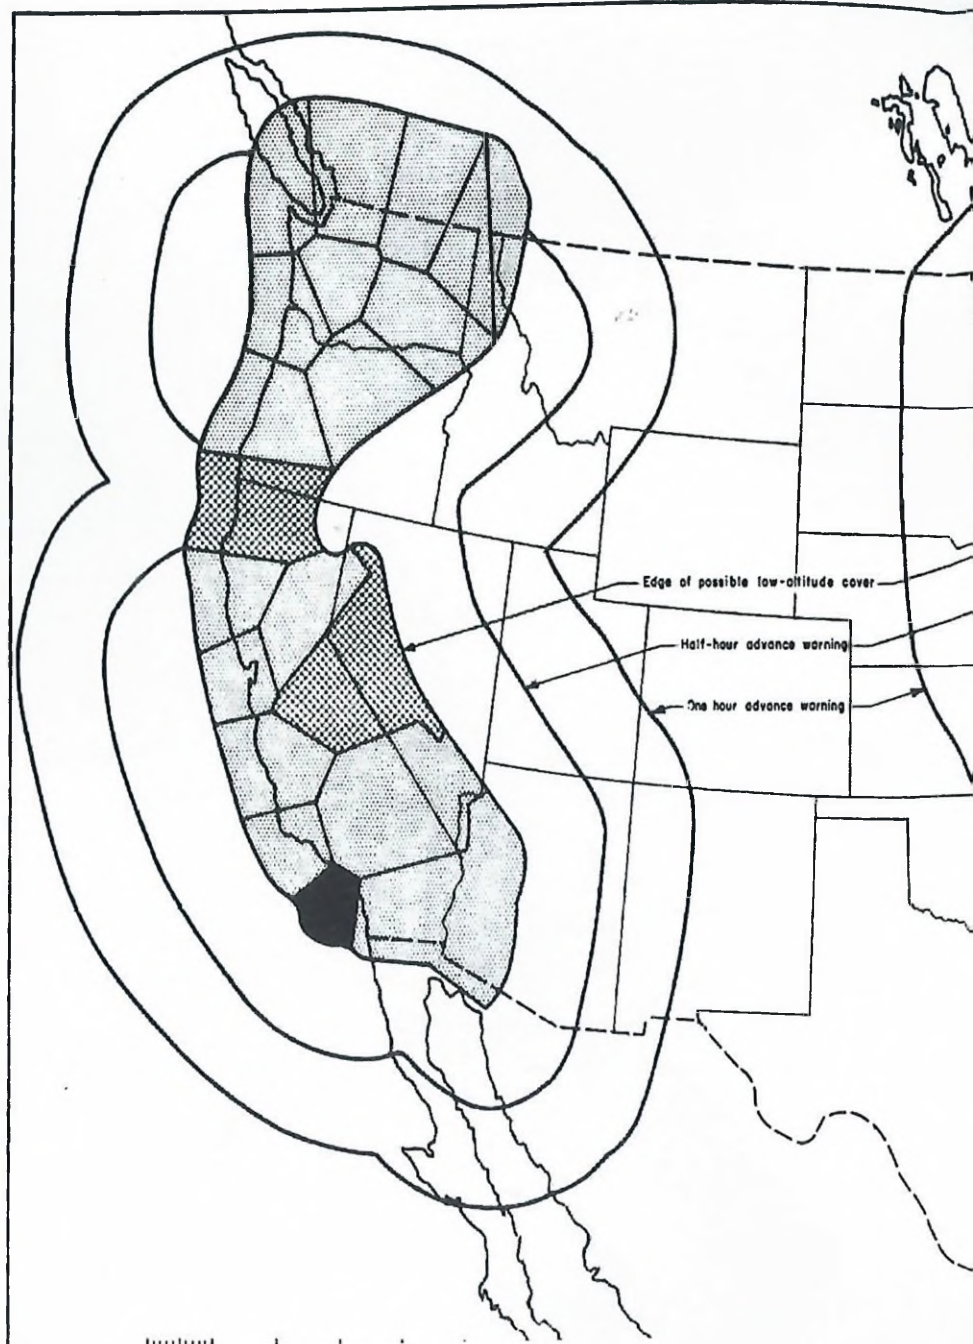 Edge of possible low-altitude cover
Half-hour advance warning
One hour advance warning